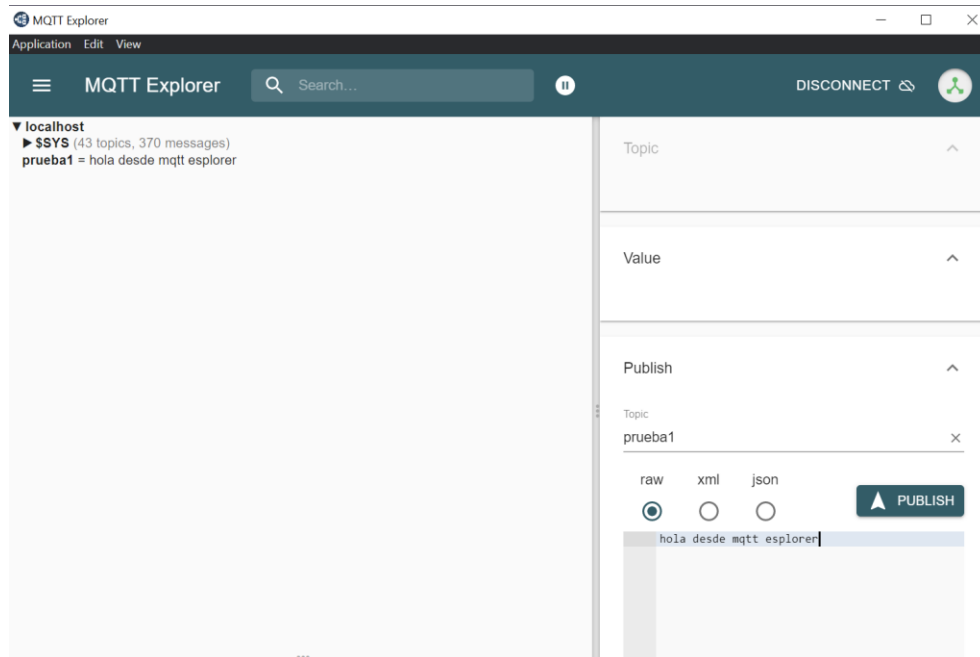 MQTT Explorer
Application Edit View
MQTT Explorer
Search...
DISCONNECT
localhost
$SYS (43 topics, 370 messages)
prueba1 = hola desde mqtt esplorer
Topic
Value
Publish
Topic
prueba1
raw xml json
PUBLISH
hola desde mqtt esplorer